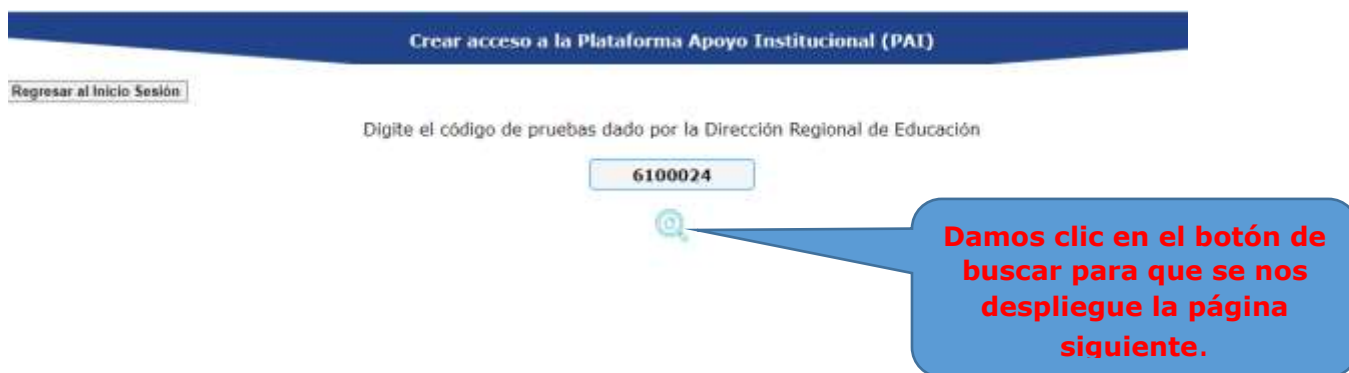 Crear acceso a la Plataforma Apoyo Institucional (PAI)
Regresar al Inicio Sesión
Digite el código de pruebas dado por la Dirección Regional de Educación
6100024
Damos clic en el botón de
buscar para que se nos
despliegue la página
siguiente.